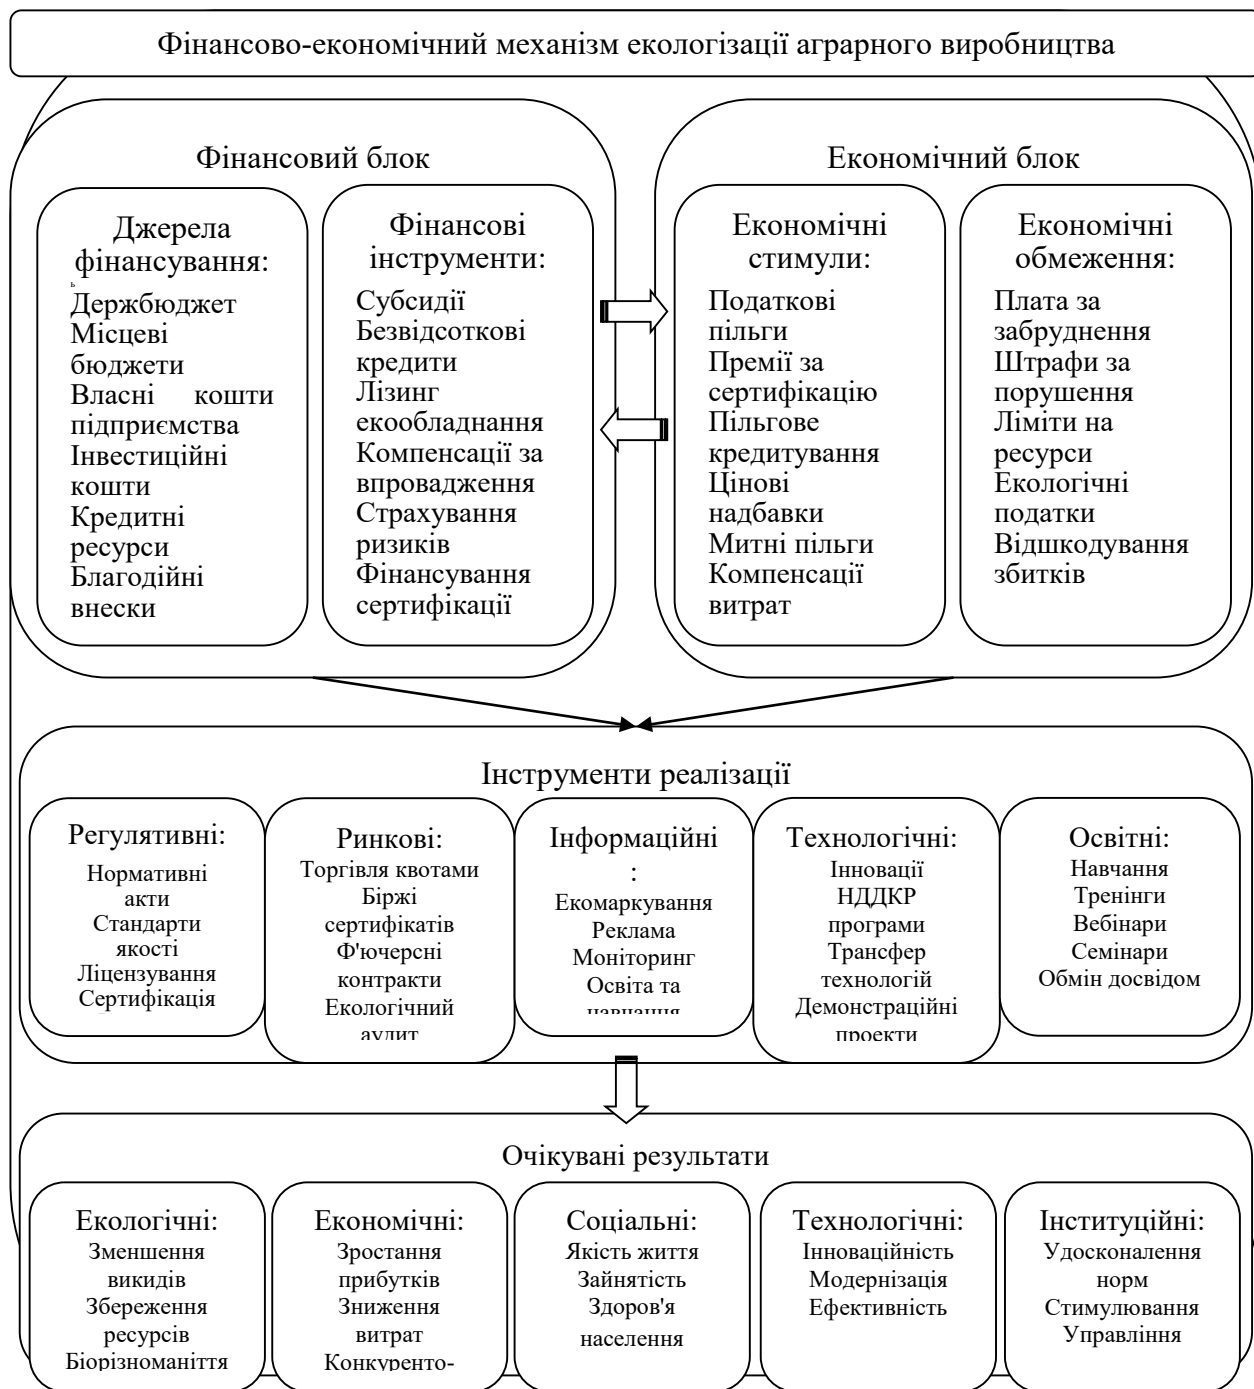 Фінансово-економічний механізм екологізації аграрного виробництва
Фінансовий блок
Джерела
фінансування:
ь
Держбюджет
Місцеві
бюджети
Власні кошти
підприємства
Інвестиційні
кошти
Кредитні
ресурси
Благодійні
внески
Фінансові
інструменти:
Субсидії
Безвідсоткові
кредити
Лізинг
екообладнання
Компенсації за
впровадження
Страхування
ризиків
Фінансування
сертифікації
Економічний блок
Економічні
стимули:
Податкові
пільги
Премії за
сертифікацію
Пільгове
кредитування
Цінові
надбавки
Митні пільги
Компенсації
витрат
Економічні
обмеження:
Плата за
забруднення
Штрафи за
порушення
Ліміти на
ресурси
Екологічні
податки
Відшкодування
збитків
Інструменти реалізації
Регулятивні:
Нормативні
акти
Стандарти
якості
Ліцензування
Сертифікація
Ринкові:
Торгівля квотами
Біржі
сертифікатів
Ф'ючерсні
контракти
Екологічний
аудит
Інформаційні
:
Екомаркування
Реклама
Моніторинг
Освіта та
навчання
Технологічні:
Інновації
НДДКР
програми
Трансфер
технологій
Демонстраційні
проекти
Освітні:
Навчання
Тренінги
Вебінари
Семінари
Обмін досвідом
Очікувані результати
Екологічні:
Зменшення
викидів
Збереження
ресурсів
Біорізноманіття
Економічні:
Зростання
прибутків
Зниження
витрат
Конкуренто-
Соціальні:
Якість життя
Зайнятість
Здоров'я
населення
Технологічні:
Інноваційність
Модернізація
Ефективність
Інституційні:
Удосконалення
норм
Стимулювання
Управління